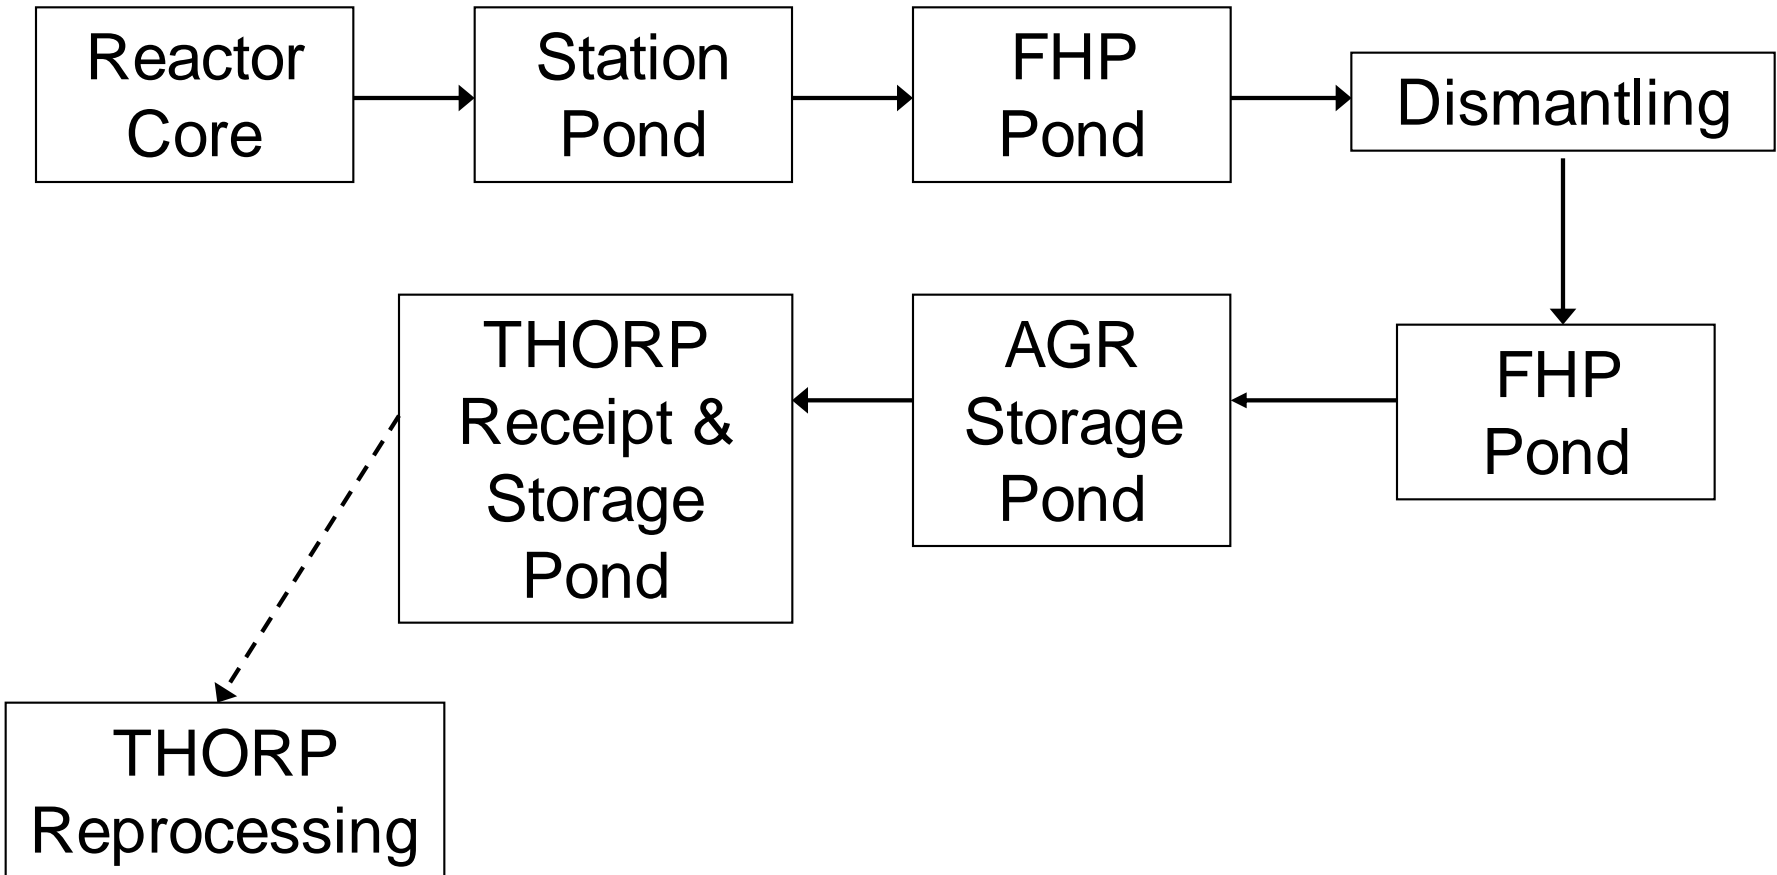 Reactor
Core
Station
Pond
FHP
Pond
Dismantling
FHP
Pond
AGR
Storage
Pond
THORP
Receipt &
Storage
Pond
THORP
Reprocessing